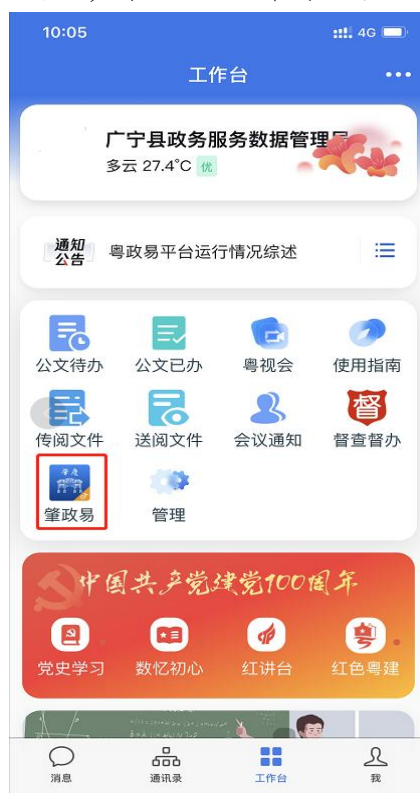 10:05 4G
工作台
广宁县政务服务数据管理局
多云 27.4°C 优
通知公告 粤政易平台运行情况综述
公文待办 公文已办 粤视会 使用指南
督
传阅文件 送阅文件 会议通知 督查督办
肇庆
肇政易 管理
中国共产党建党100周年
粤
党史学习 数忆初心 红讲台 红色粤建
消息 通讯录 工作台 我